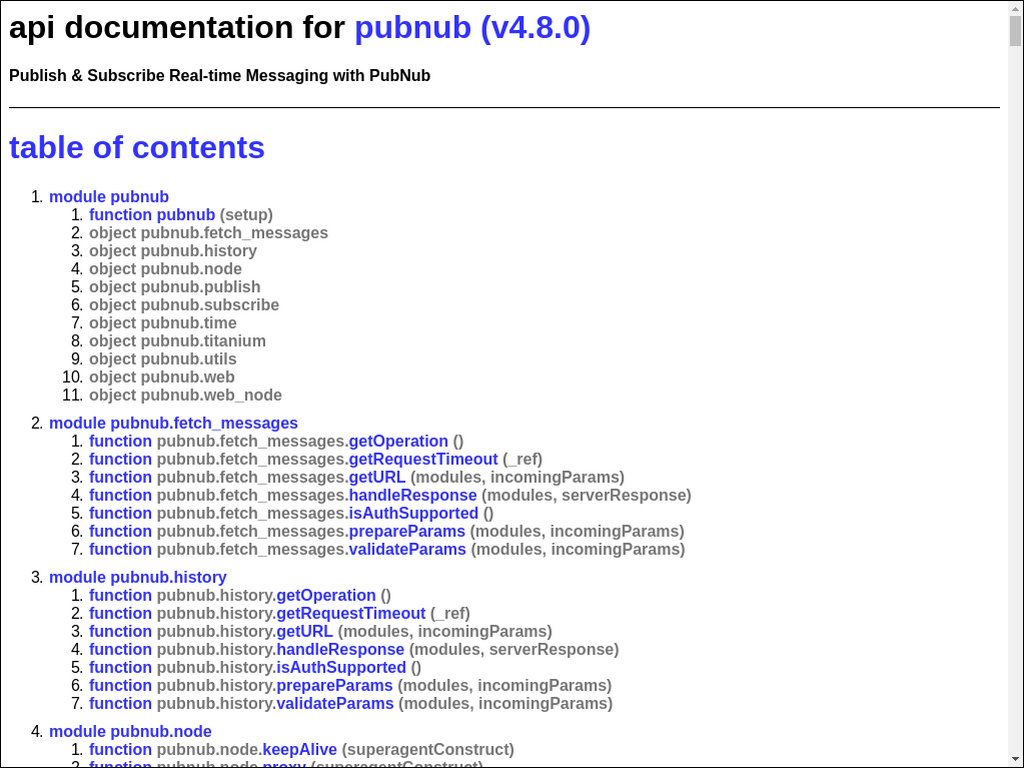 api documentation for pubnub (v4.8.0)
Publish & Subscribe Real-time Messaging with PubNub
table of contents
1. module pubnub
1. function pubnub (setup)
2. object pubnub.fetch_messages
3. object pubnub.history
4. object pubnub.node
5. object pubnub.publish
6. object pubnub.subscribe
7. object pubnub.time
8. object pubnub.titanium
9. object pubnub.utils
10. object pubnub.web
11. object pubnub.web_node
2. module pubnub.fetch_messages
1. function pubnub.fetch_messages.getOperation ()
2. function pubnub.fetch_messages.getRequestTimeout (_ref)
3. function pubnub.fetch_messages.getURL (modules, incomingParams)
4. function pubnub.fetch_messages.handleResponse (modules, serverResponse)
5. function pubnub.fetch_messages.isAuthSupported ()
6. function pubnub.fetch_messages.prepareParams (modules, incomingParams)
7. function pubnub.fetch_messages.validateParams (modules, incomingParams)
3. module pubnub.history
1. function pubnub.history.getOperation ()
2. function pubnub.history.getRequestTimeout (_ref)
3. function pubnub.history.getURL (modules, incomingParams)
4. function pubnub.history.handleResponse (modules, serverResponse)
5. function pubnub.history.isAuthSupported ()
6. function pubnub.history.prepareParams (modules, incomingParams)
7. function pubnub.history.validateParams (modules, incomingParams)
4. module pubnub.node
1. function pubnub.node.keepAlive (superagentConstruct)
2. function pubnub.node.proxy (superagentConstruct)